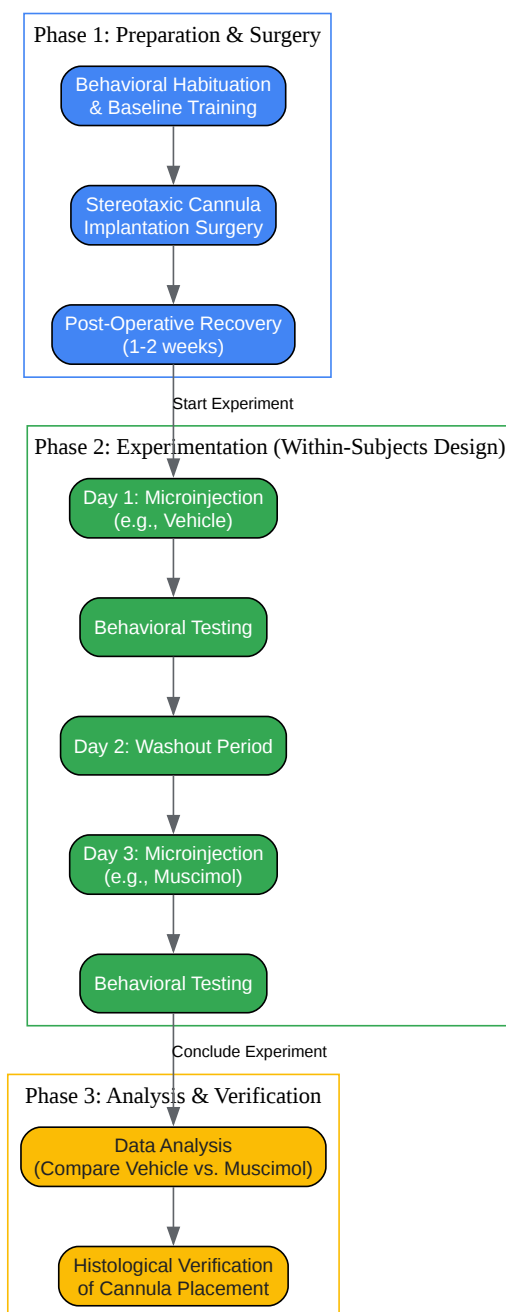 Phase 1: Preparation & Surgery
Behavioral Habituation
& Baseline Training
Stereotaxic Cannula
Implantation Surgery
Post-Operative Recovery
(1-2 weeks)
Start Experiment
Phase 2: Experimentation (Within-Subjects Design)
Day 1: Microinjection
(e.g., Vehicle)
Behavioral Testing
Day 2: Washout Period
Day 3: Microinjection
(e.g., Muscimol)
Behavioral Testing
Conclude Experiment
Phase 3: Analysis & Verification
Data Analysis
(Compare Vehicle vs. Muscimol)
Histological Verification
of Cannula Placement